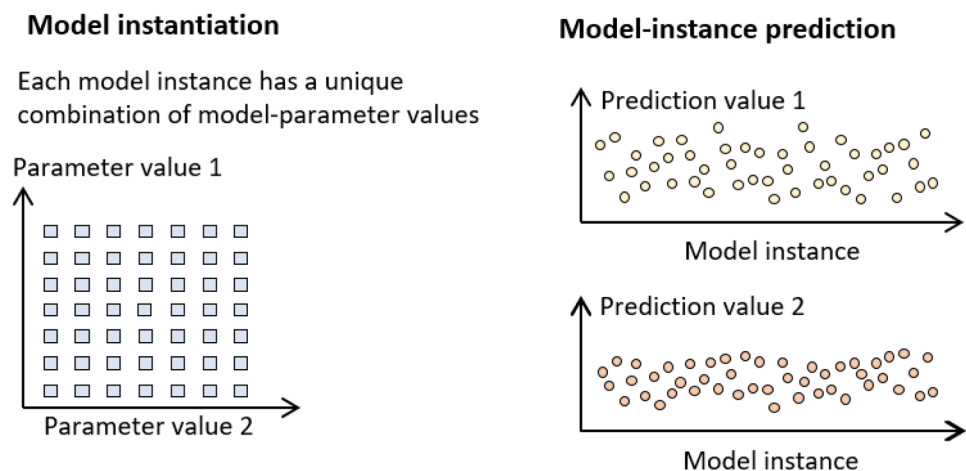 Model instantiation
Each model instance has a unique
combination of model-parameter values
Parameter value 1
Parameter value 2
Model-instance prediction
Prediction value 1
Model instance
Prediction value 2
Model instance